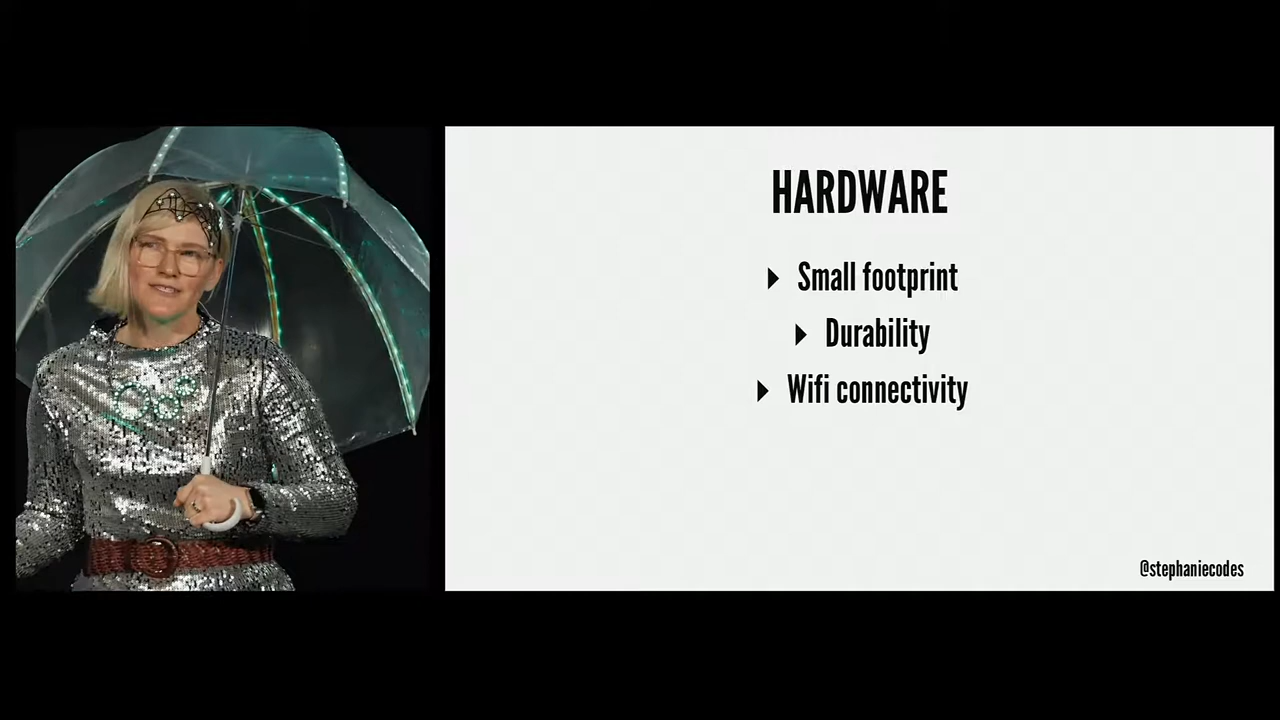 HARDWARE
Small footprint
Durability
Wifi connectivity
@stephaniecodes